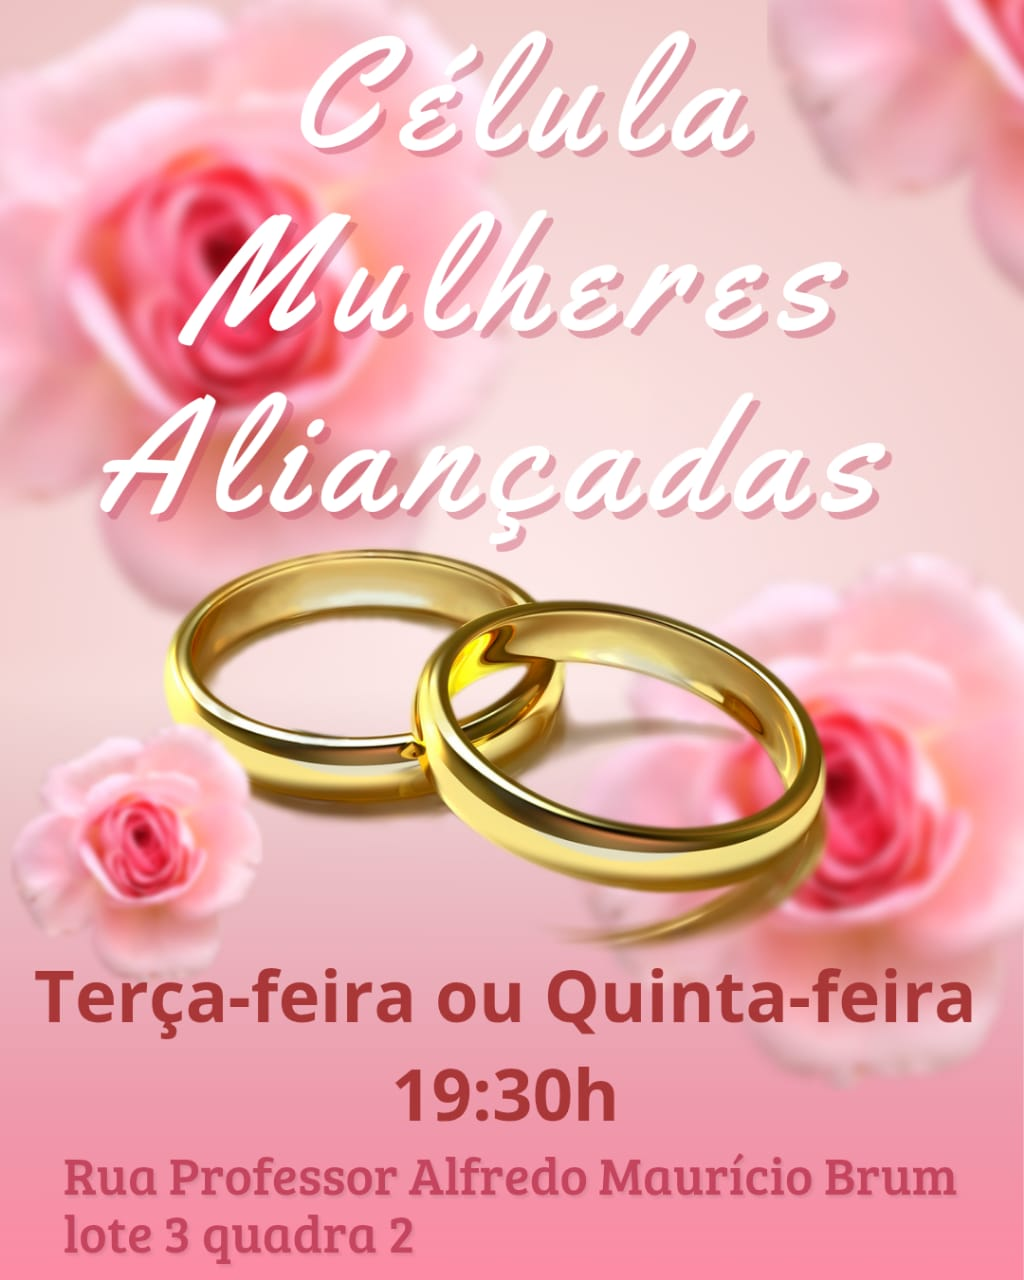 Célula
Mulheres
Aliançadas
Terça-feira ou Quinta-feira
19:30h
Rua Professor Alfredo Maurício Brum
lote 3 quadra 2